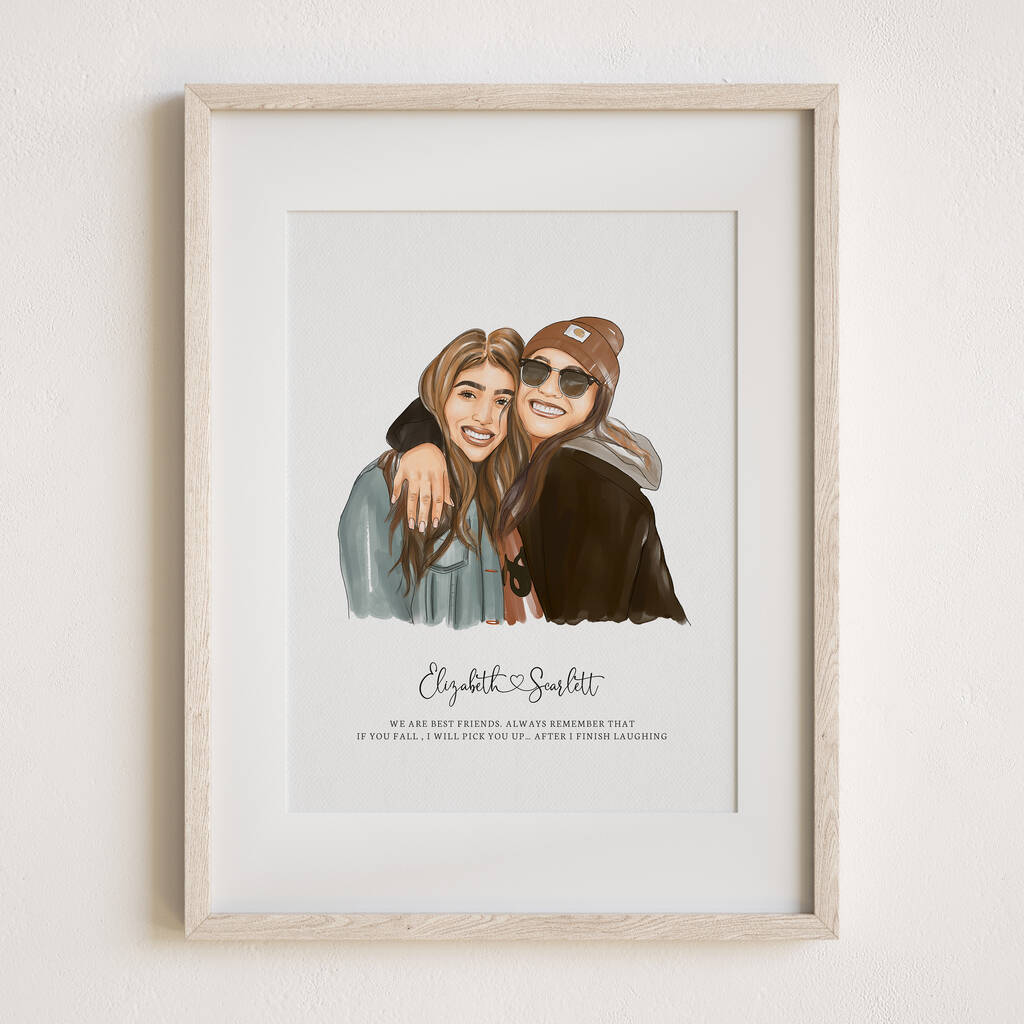 Elizabeth♡Scarlett
WE ARE BEST FRIENDS. ALWAYS REMEMBER THAT
IF YOU FALL , I WILL PICK YOU UP... AFTER I FINISH LAUGHING